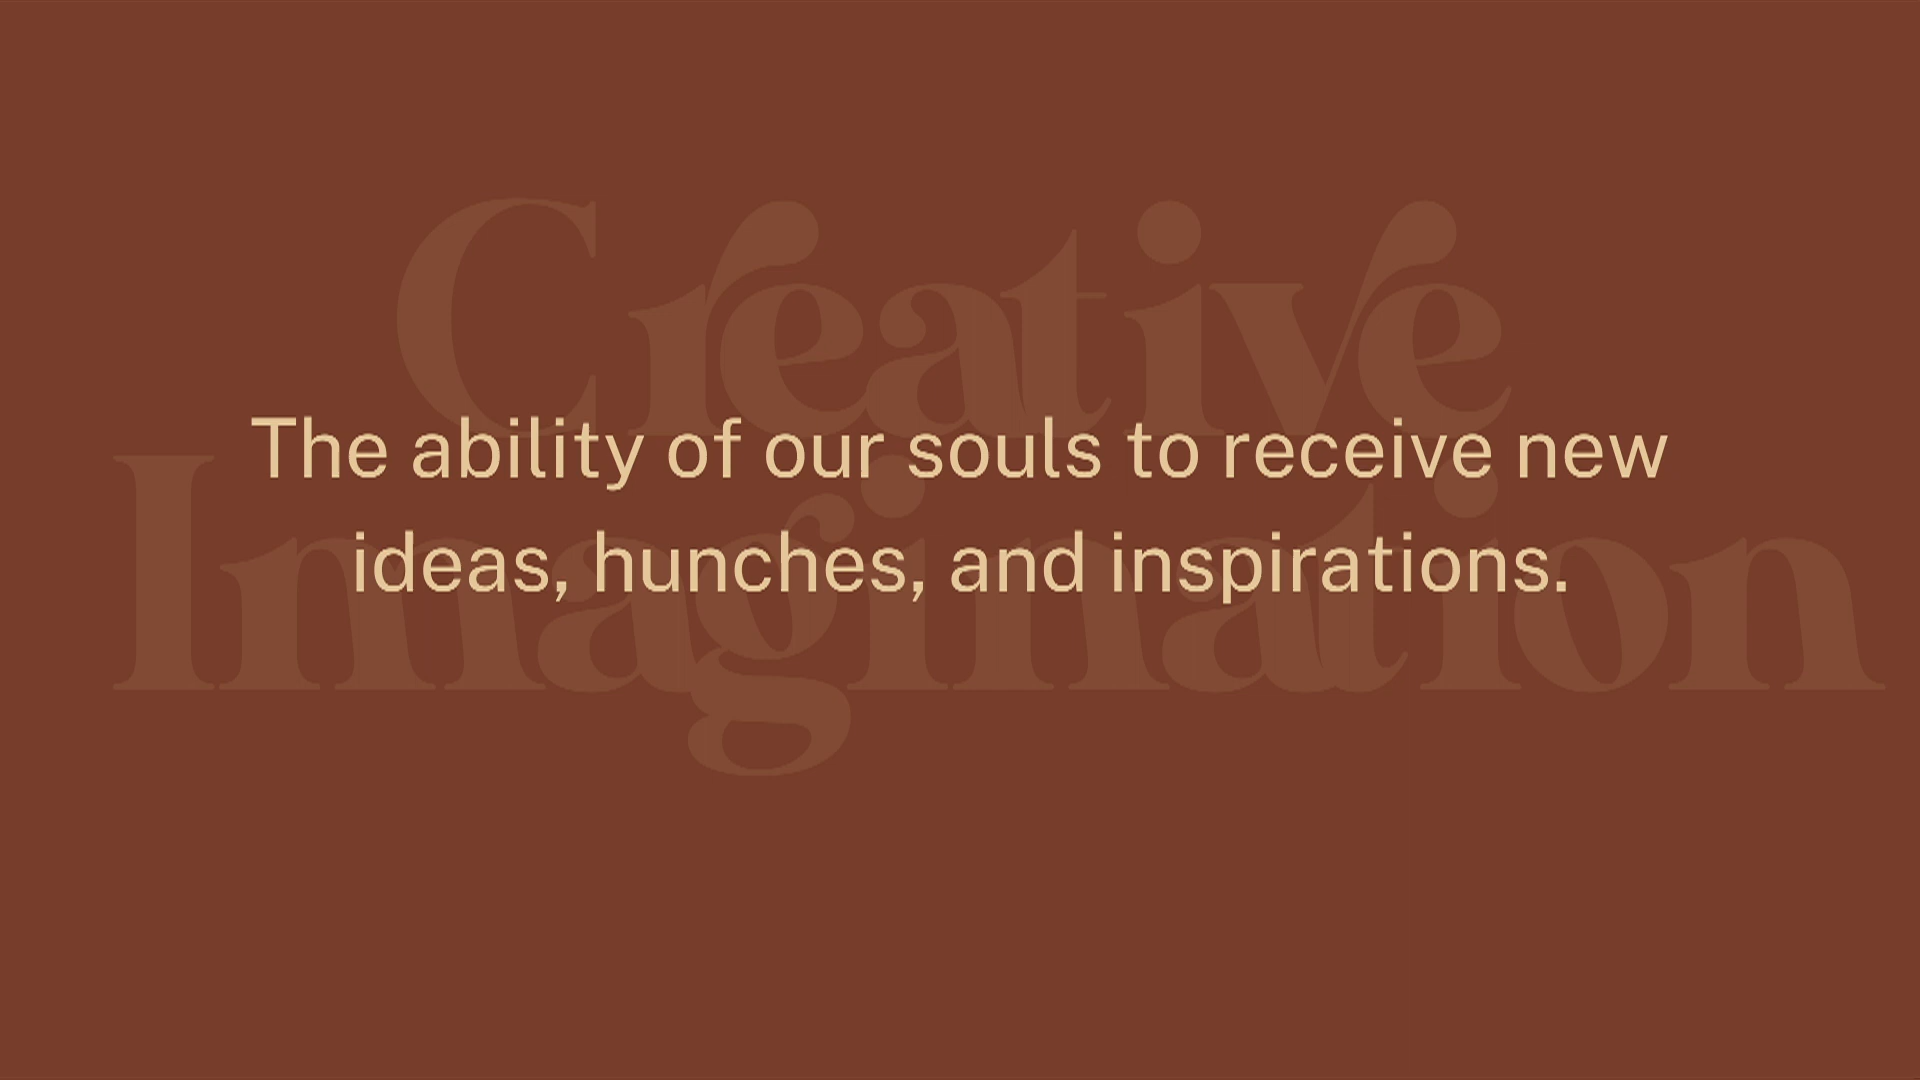 Creative
Imagination
The ability of our souls to receive new
ideas, hunches, and inspirations.